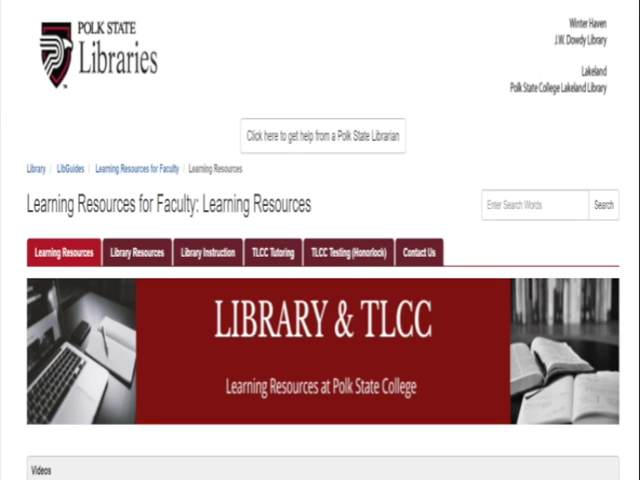 POLK STATE
Libraries
Winter Haven
J.W. Dowdy Library
Lakeland
Polk State College Lakeland Library
Click here to get help from a Polk State Librarian
Library / LibGuides / Learning Resources for Faculty / Learning Resources
Learning Resources for Faculty: Learning Resources
Enter Search Words Search
Learning Resources Library Resources Library Instruction TLCC Tutoring TLCC Testing (Honorlock) Contact Us
LIBRARY & TLCC
Learning Resources at Polk State College
Videos